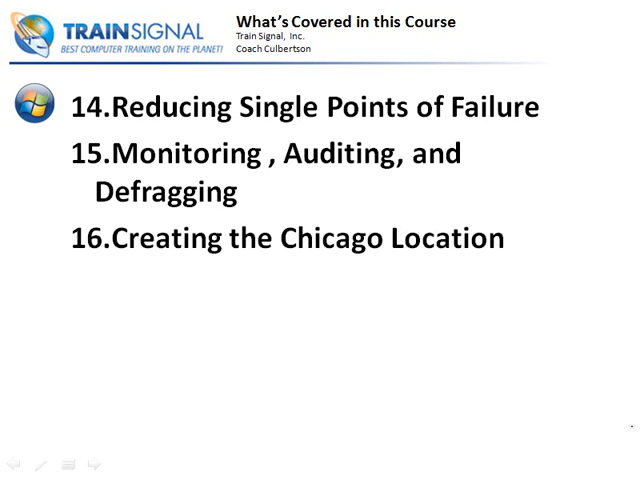 TRAINSIGNAL
BEST COMPUTER TRAINING ON THE PLANET!
What's Covered in this Course
Train Signal, Inc.
Coach Culbertson
14.Reducing Single Points of Failure
15.Monitoring , Auditing, and
Defragging
16.Creating the Chicago Location